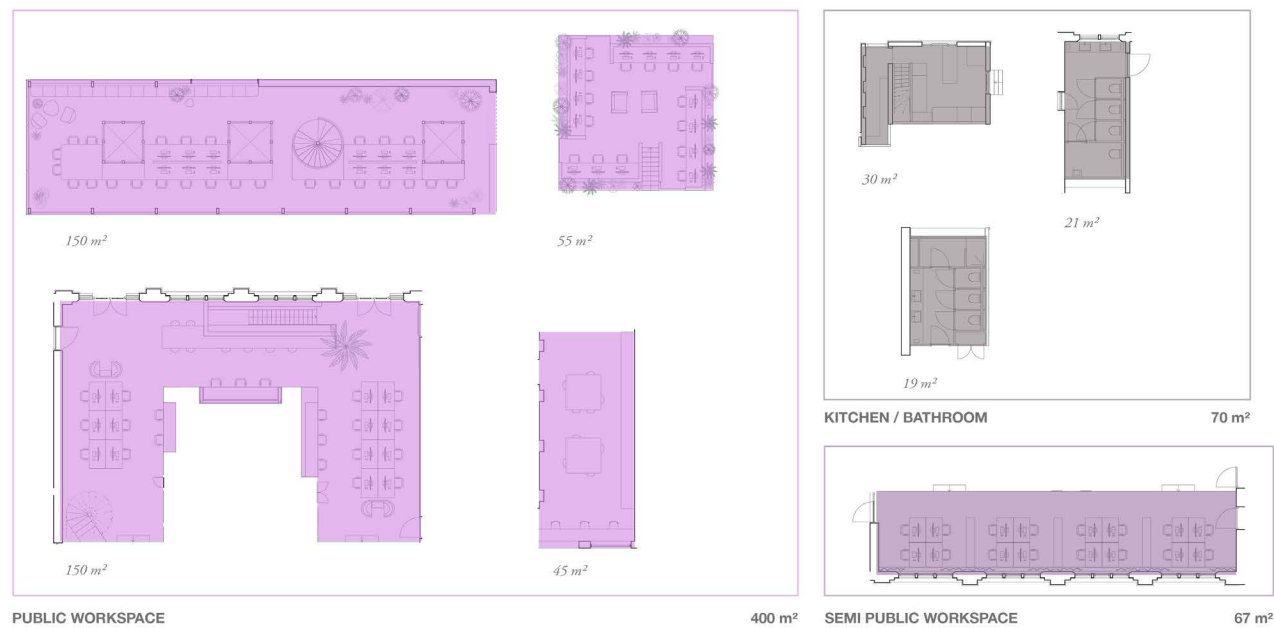 150 m²
55 m²
150 m²
45 m²
PUBLIC WORKSPACE 400 m²
30 m²
21 m²
19 m²
KITCHEN / BATHROOM 70 m²
SEMI PUBLIC WORKSPACE 67 m²